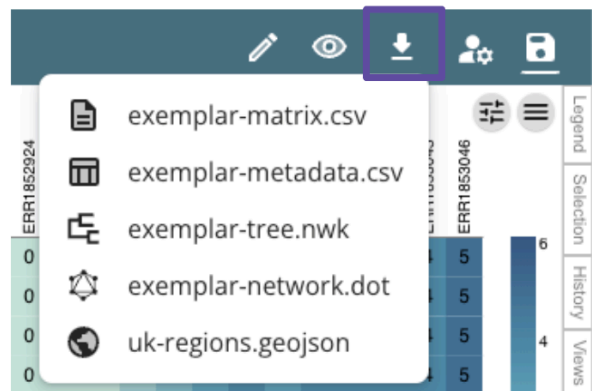 exemplar-matrix.csv
exemplar-metadata.csv
exemplar-tree.nwk
exemplar-network.dot
uk-regions.geojson
ERR1852924
ERR1853046
0
0
0
0
5
5
5
5
6
4
Legend
Selection
History
Views